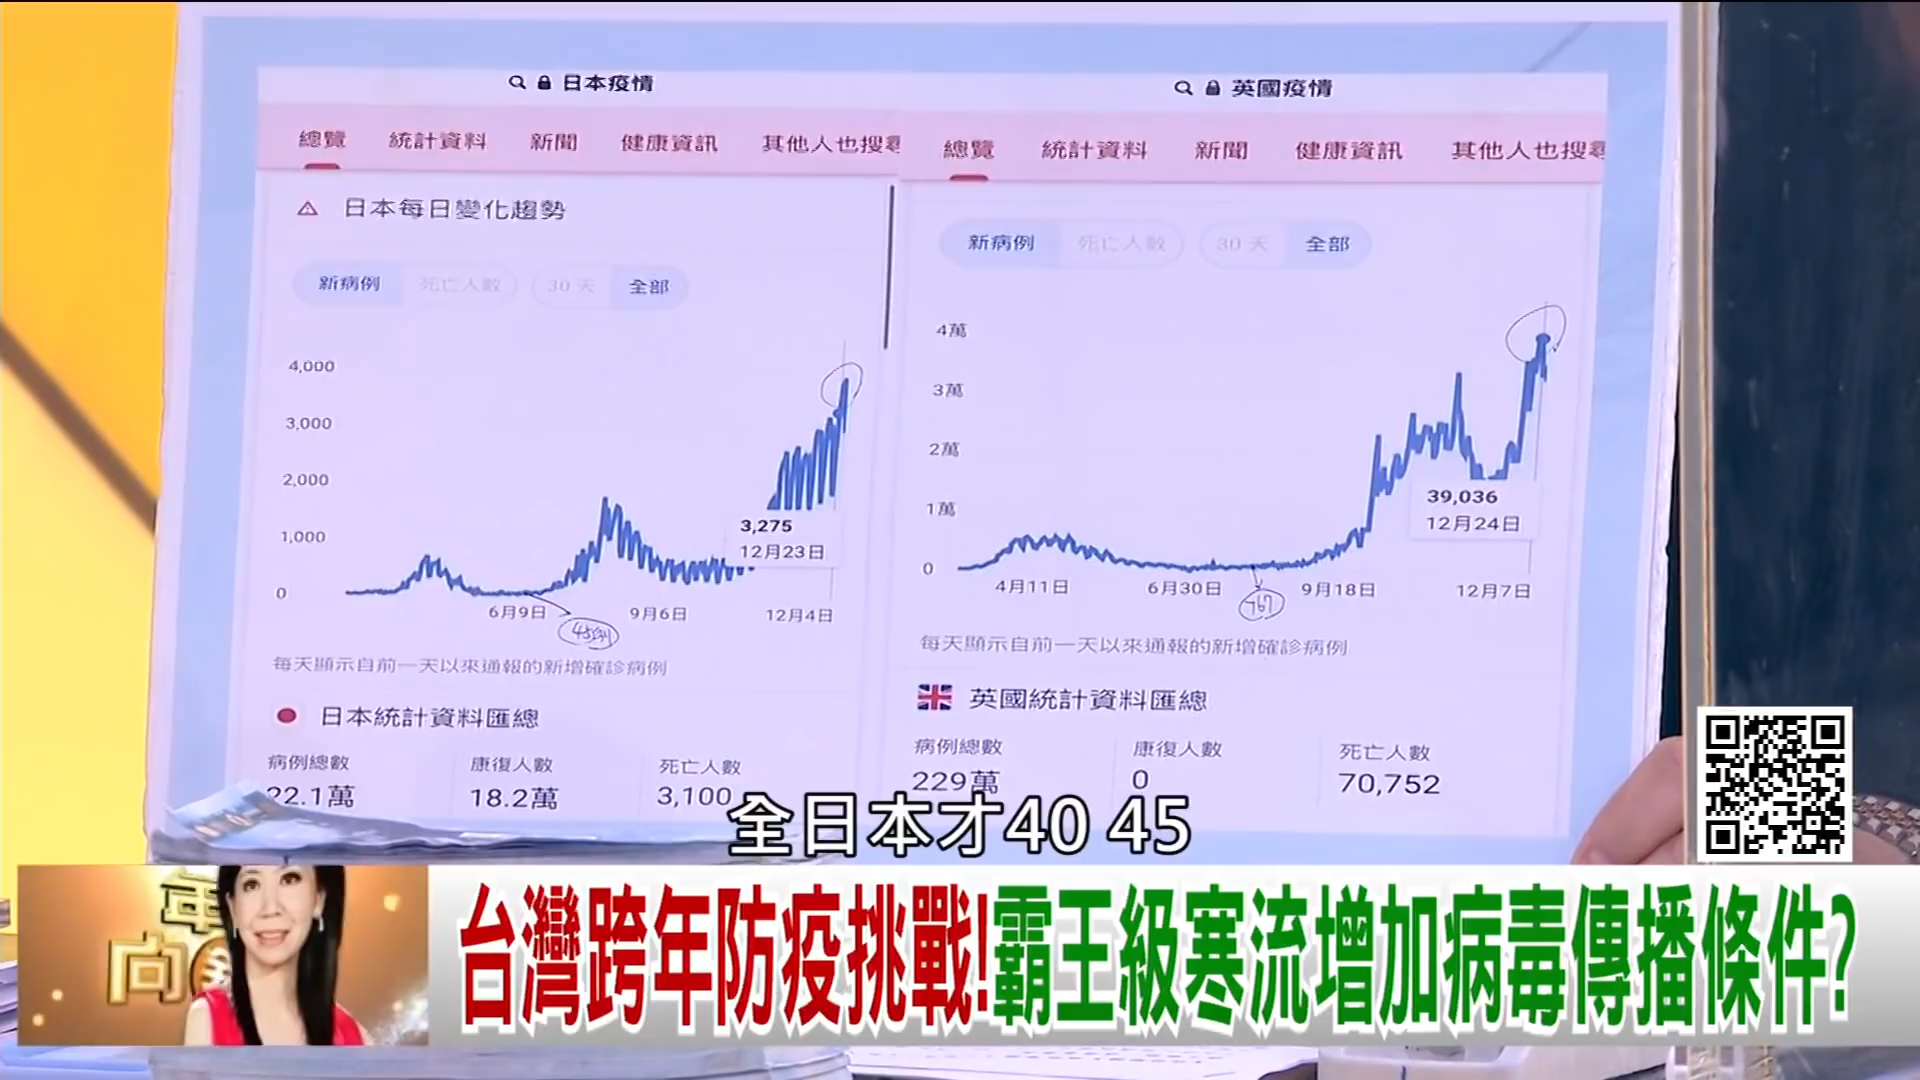 日本疫情
總覽 統計資料 新聞 健康資訊 其他人也搜尋
日本每日變化趨勢
新病例 死亡人數 30 天 全部
4,000
3,000
2,000
1,000
0
3,275
12月23日
6月9日 9月6日 12月4日
45例
每天顯示自前一天以來通報的新增確診病例
日本統計資料匯總
病例總數 康復人數 死亡人數
22.1萬 18.2萬 3,100
英國疫情
總覽 統計資料 新聞 健康資訊 其他人也搜尋
新病例 死亡人數 30 天 全部
4萬
3萬
2萬
1萬
0
39,036
12月24日
4月11日 6月30日 9月18日 12月7日
767
每天顯示自前一天以來通報的新增確診病例
英國統計資料匯總
病例總數 康復人數 死亡人數
229萬 0 70,752
全日本才40 45
年
向
台灣跨年防疫挑戰!霸王級寒流增加病毒傳播條件?